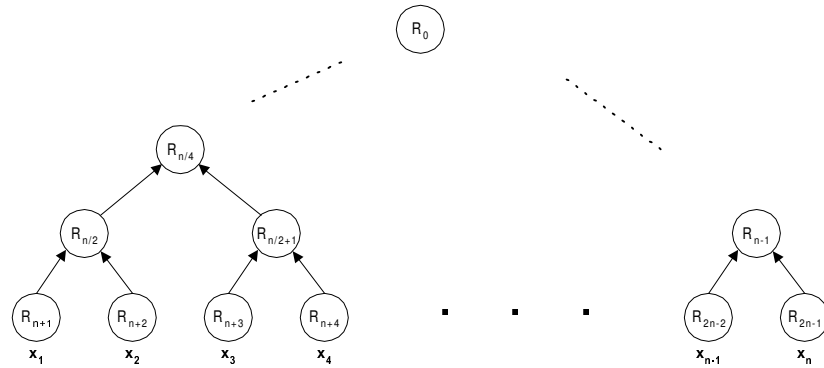 R₀
Rₙ/₄
Rₙ/₂ Rₙ/₂₊₁ Rₙ₋₁
Rₙ₊₁ Rₙ₊₂ Rₙ₊₃ Rₙ₊₄ R₂ₙ₋₂ R₂ₙ₋₁
x₁ x₂ x₃ x₄ xₙ₋₁ xₙ